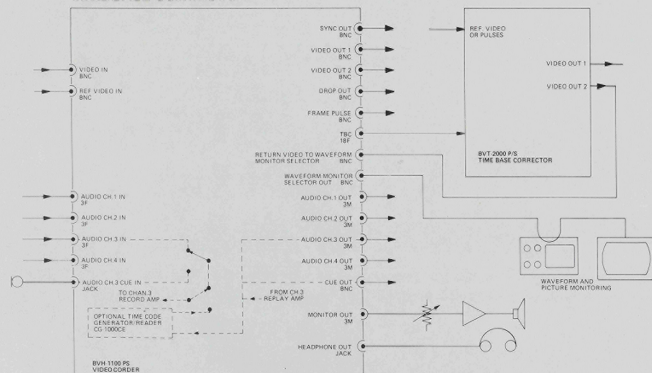 SYNC OUT
BNC
VIDEO OUT 1
BNC
VIDEO OUT 2
BNC
DROP OUT
BNC
FRAME PULSE
BNC
TBC
18F
RETURN VIDEO TO WAVEFORM
MONITOR SELECTOR BNC
WAVEFORM MONITOR
SELECTOR OUT BNC
AUDIO CH.1 OUT
3M
AUDIO CH.2 OUT
3M
AUDIO CH.3 OUT
3M
AUDIO CH.4 OUT
3M
CUE OUT
BNC
MONITOR OUT
3M
HEADPHONE OUT
JACK
VIDEO IN
BNC
REF VIDEO IN
BNC
AUDIO CH.1 IN
3F
AUDIO CH.2 IN
3F
AUDIO CH.3 IN
3F
AUDIO CH.4 IN
3F
AUDIO CH.3 CUE IN
JACK
TO CHAN.3
RECORD AMP
FROM CH.3
REPLAY AMP
OPTIONAL TIME CODE
GENERATOR/READER
CG 1000CE
BVH-1100 PS
VIDEO CORDER
REF. VIDEO
OR PULSES
VIDEO OUT 1
VIDEO OUT 2
BVT-2000 P/S
TIME BASE CORRECTOR
WAVEFORM AND
PICTURE MONITORING